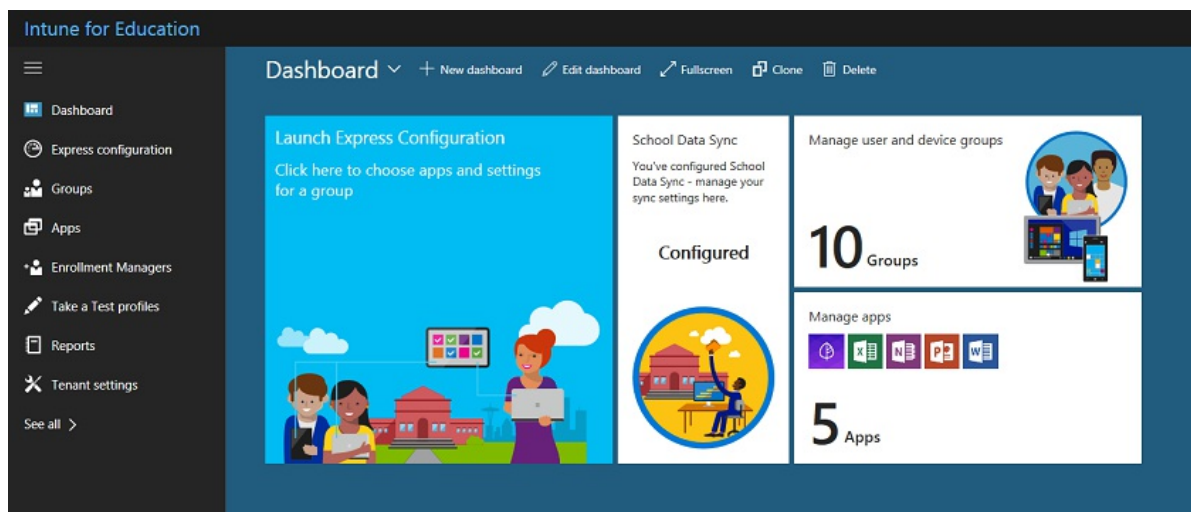 Intune for Education
Dashboard
Express configuration
Groups
Apps
Enrollment Managers
Take a Test profiles
Reports
Tenant settings
See all
Dashboard New dashboard Edit dashboard Fullscreen Clone Delete
Launch Express Configuration
Click here to choose apps and settings
for a group
School Data Sync
You've configured School
Data Sync - manage your
sync settings here.
Configured
Manage user and device groups
10 Groups
Manage apps
X N P W
5 Apps